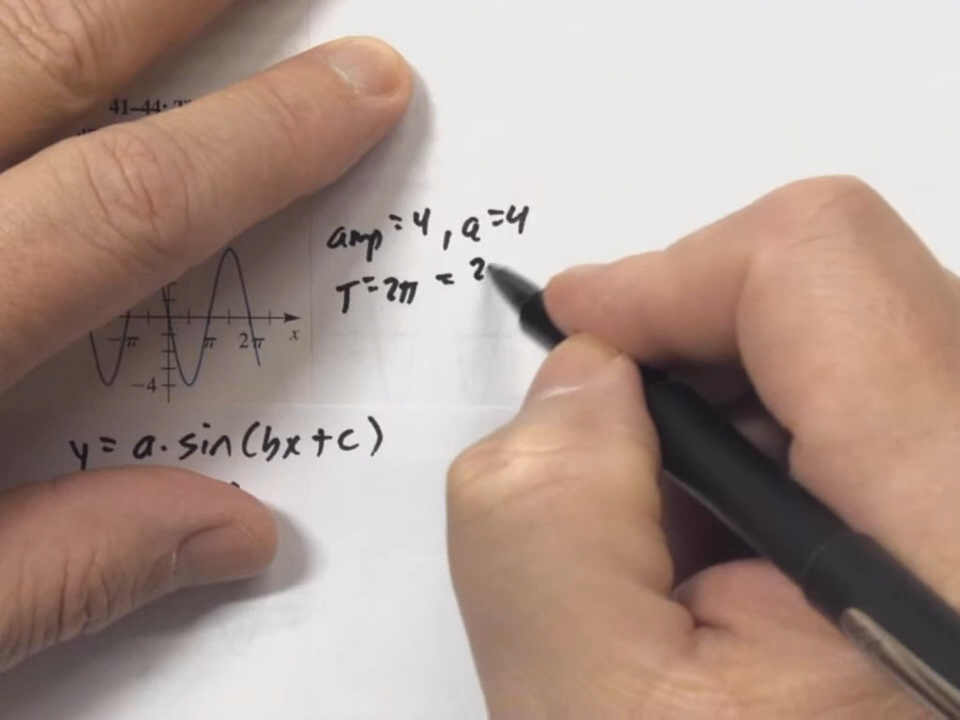 41–44:
amp = 4, a = 4
T = 2π = 2
-π π 2π x
-4
y = a · sin(bx + c)